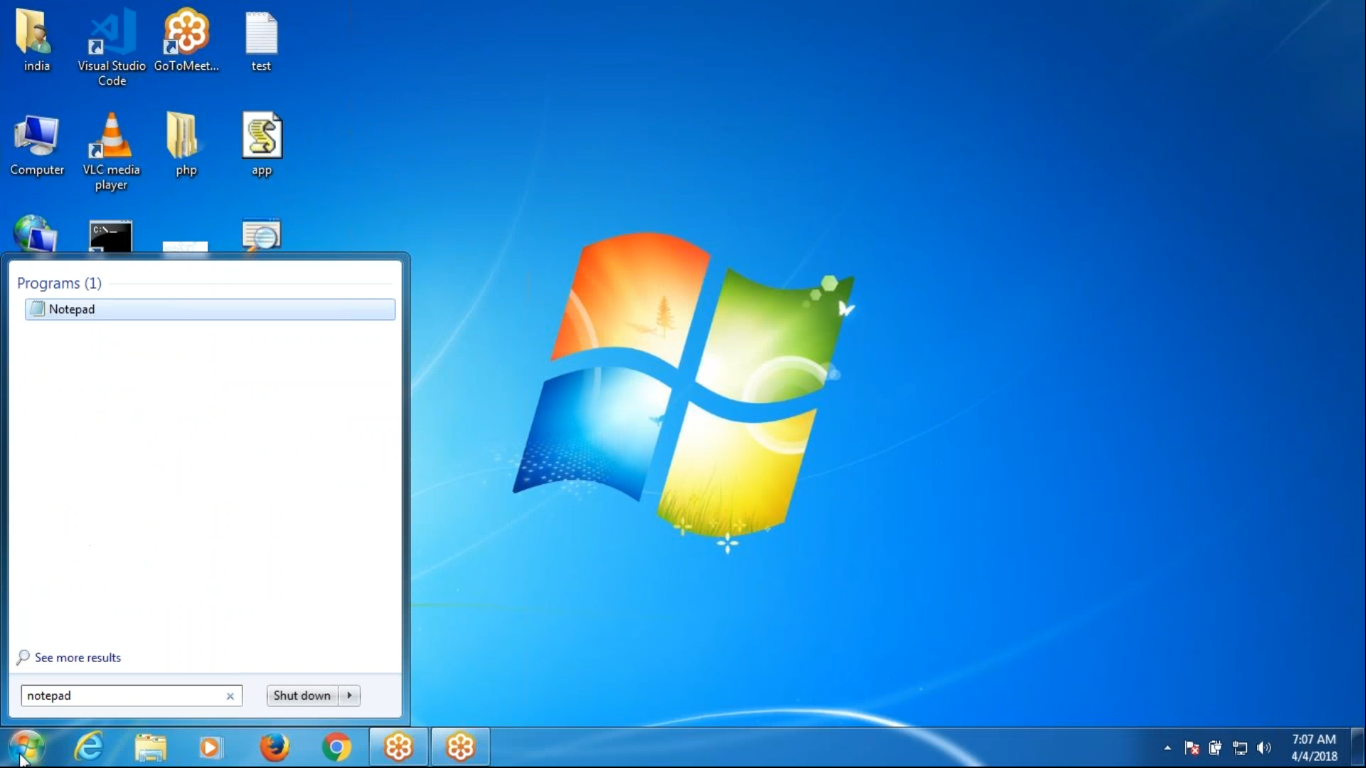 india
Visual Studio
Code
GoToMeet...
test
Computer
VLC media
player
php
app
C:\_
Programs (1)
Notepad
See more results
notepad
Shut down
7:07 AM
4/4/2018